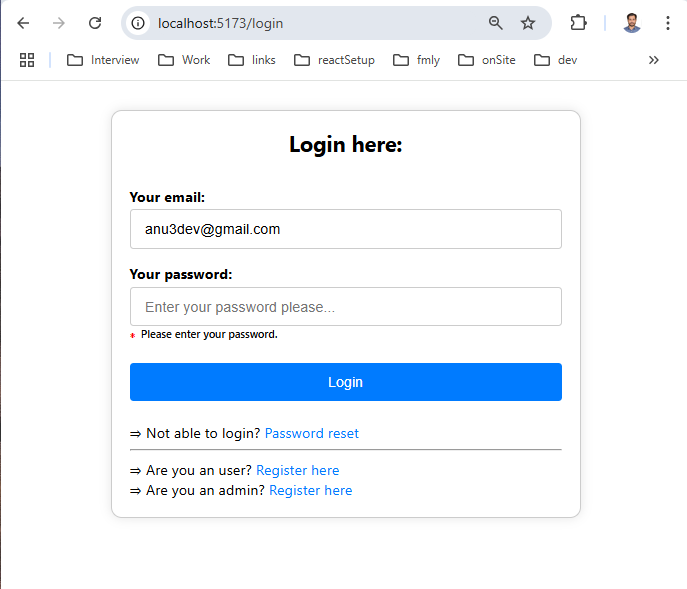 localhost:5173/login
Interview Work links reactSetup fmly onSite dev
Login here:
Your email:
anu3dev@gmail.com
Your password:
Enter your password please...
* Please enter your password.
Login
⇒ Not able to login? Password reset
⇒ Are you an user? Register here
⇒ Are you an admin? Register here